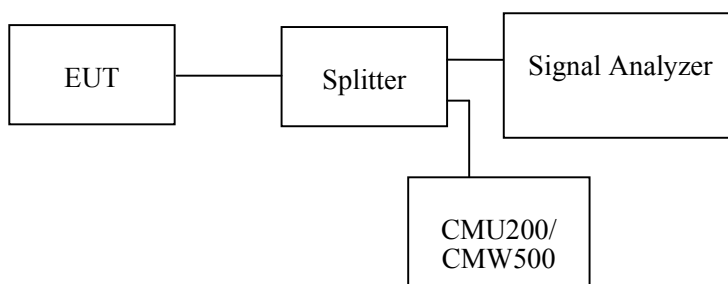 EUT
Splitter
Signal Analyzer
CMU200/
CMW500